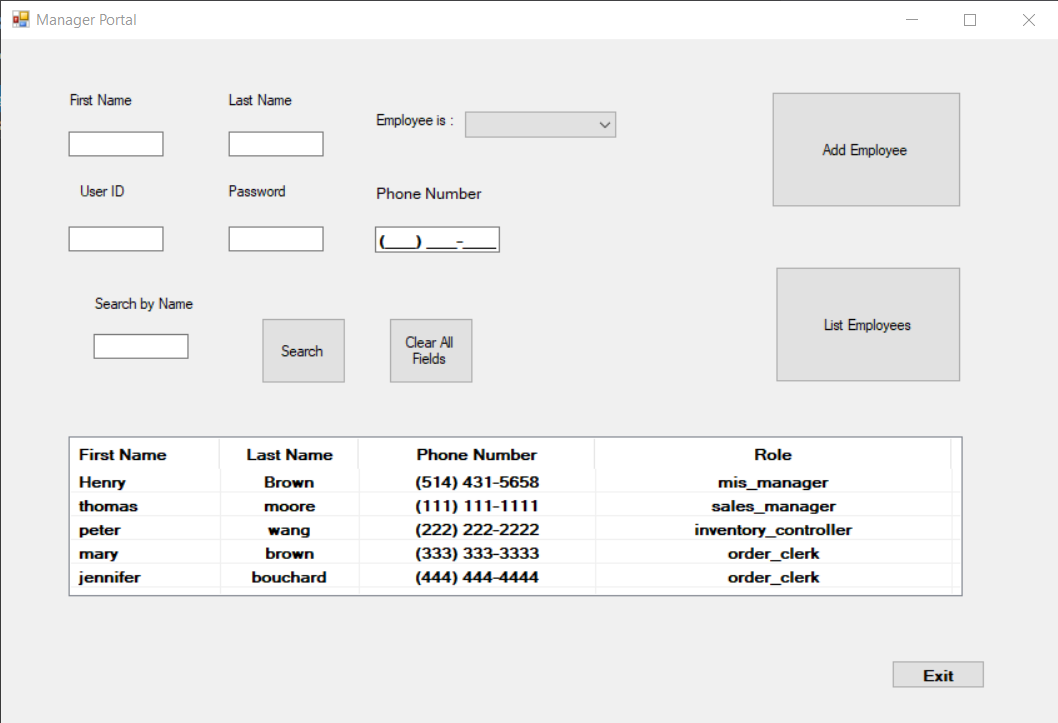 Manager Portal
First Name
Last Name
Employee is :
Add Employee
User ID
Password
Phone Number
(___) ___-____
Search by Name
Search
Clear All
Fields
List Employees
First Name Last Name Phone Number Role
Henry Brown (514) 431-5658 mis_manager
thomas moore (111) 111-1111 sales_manager
peter wang (222) 222-2222 inventory_controller
mary brown (333) 333-3333 order_clerk
jennifer bouchard (444) 444-4444 order_clerk
Exit